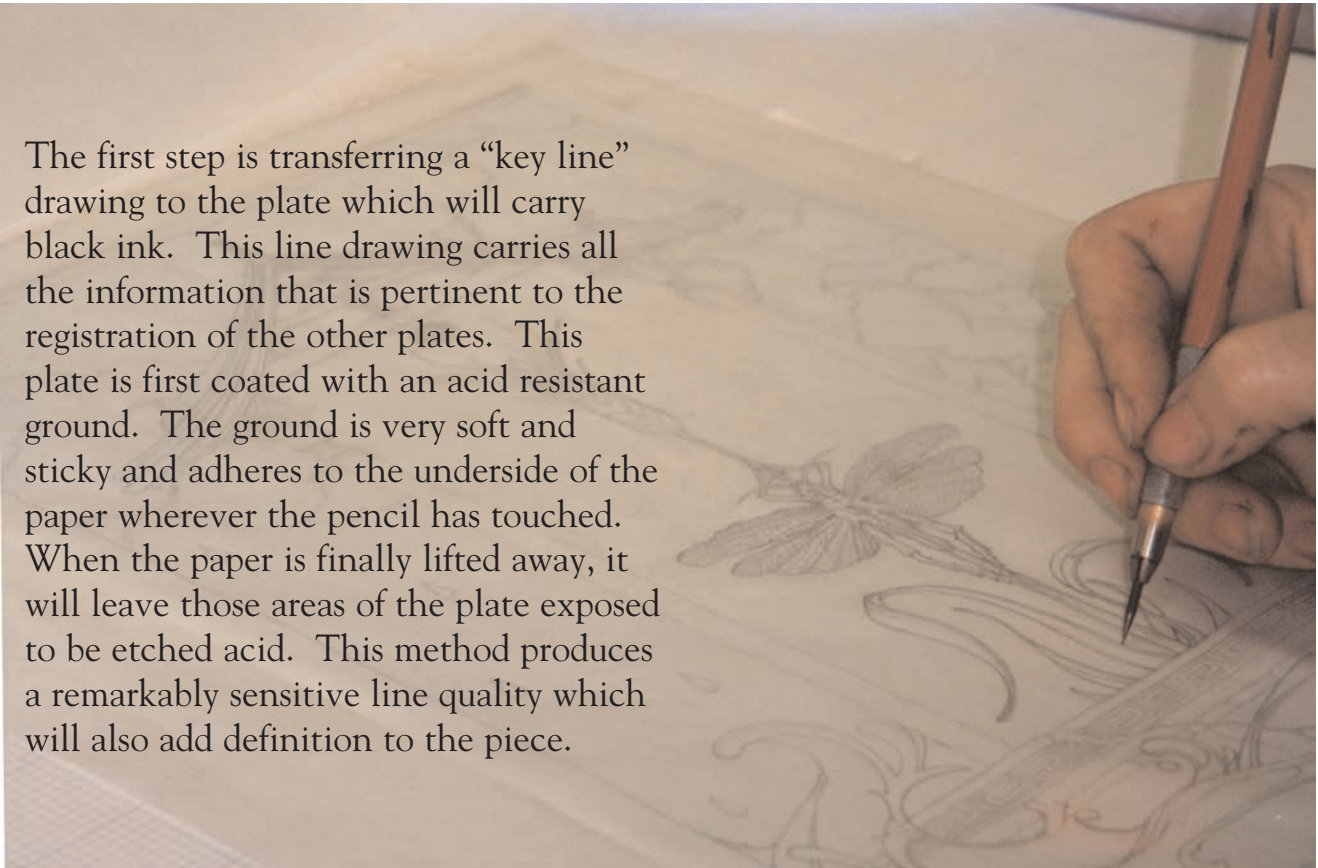 The first step is transferring a “key line”
drawing to the plate which will carry
black ink.  This line drawing carries all
the information that is pertinent to the
registration of the other plates.  This
plate is first coated with an acid resistant
ground.  The ground is very soft and
sticky and adheres to the underside of the
paper wherever the pencil has touched.
When the paper is finally lifted away, it
will leave those areas of the plate exposed
to be etched acid.  This method produces
a remarkably sensitive line quality which
will also add definition to the piece.